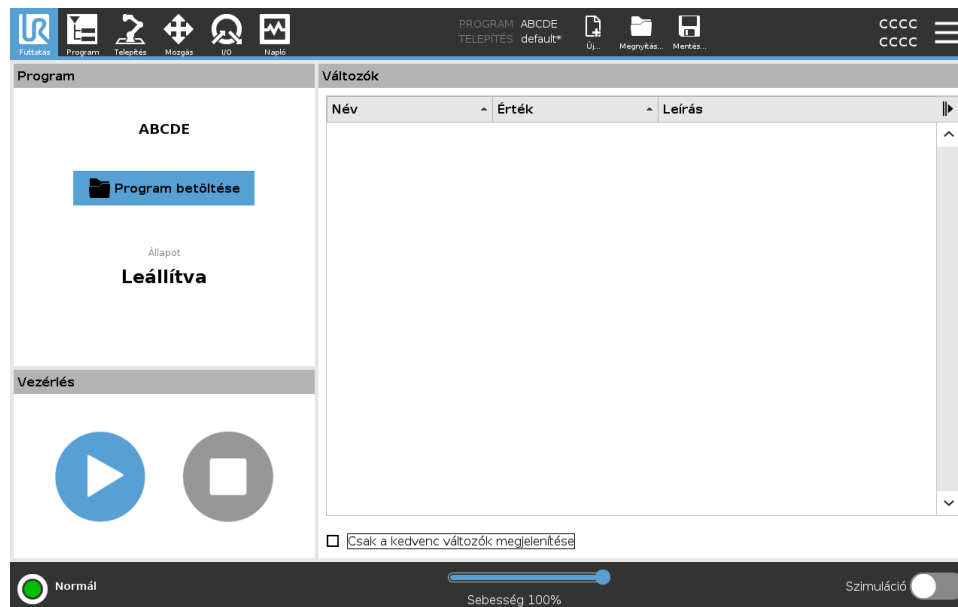 PROGRAM ABCDE
TELEPÍTÉS default*
CCCC
CCCC
Futtatás Program Telepítés Mozgás I/O Napló
Új... Megnyitás... Mentés...
Program
ABCDE
Program betöltése
Állapot
Leállítva
Vezérlés
Változók
Név Érték Leírás
Csak a kedvenc változók megjelenítése
Normál
Sebesség 100%
Szimuláció